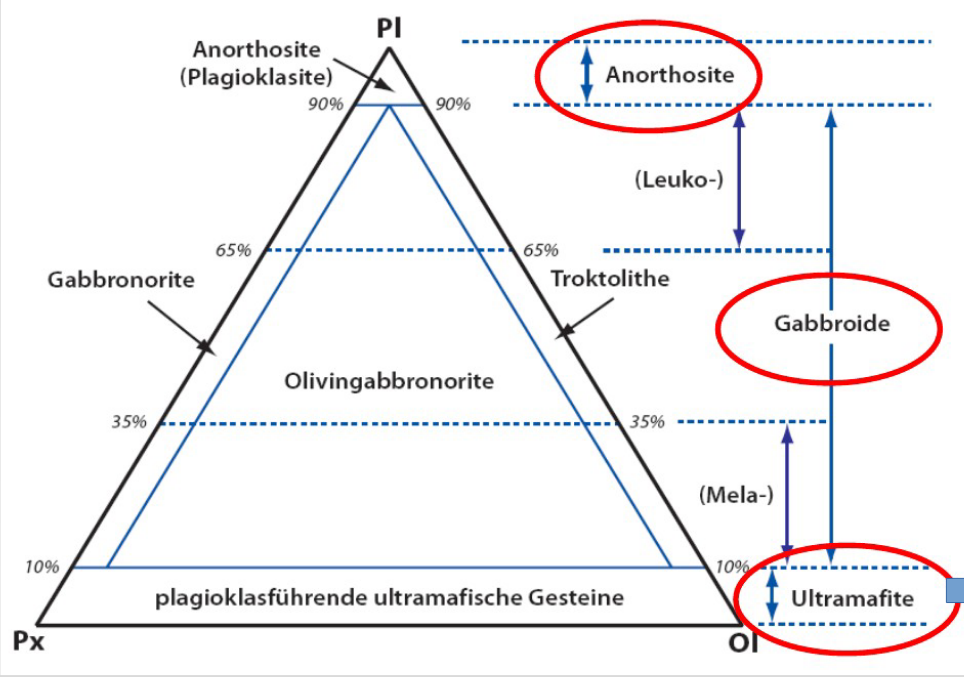 Pl
Anorthosite
(Plagioklasite)
90%
90%
Anorthosite
(Leuko-)
65%
65%
Gabbronorite
Troktolithe
Gabbroide
Olivingabbronorite
35%
35%
(Mela-)
10%
10%
plagioklasführende ultramafische Gesteine
Ultramafite
Px
Ol